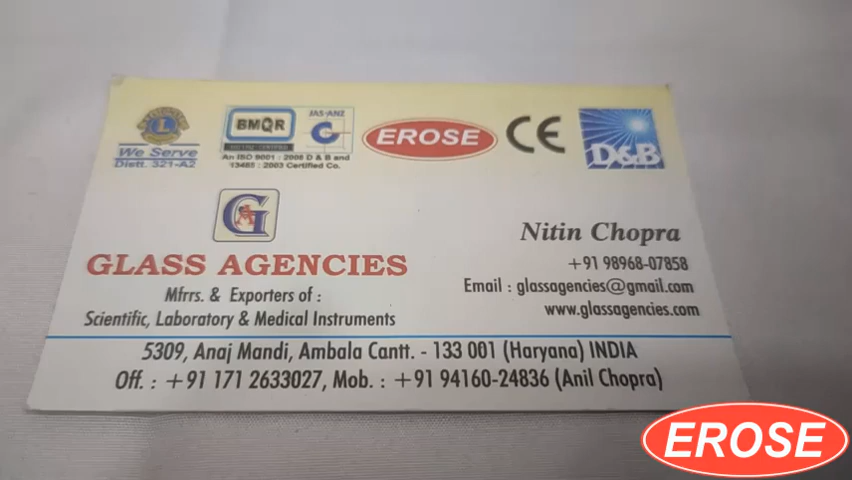 We Serve
Distt. 321-A2
BMQR
JAS-ANZ
An ISO 9001 : 2008 D & B and
13485 : 2003 Certified Co.
EROSE
CE
D&B
G
GLASS AGENCIES
Mfrrs. & Exporters of :
Scientific, Laboratory & Medical Instruments
Nitin Chopra
+91 98968-07858
Email : glassagencies@gmail.com
www.glassagencies.com
5309, Anaj Mandi, Ambala Cantt. - 133 001 (Haryana) INDIA
Off. : +91 171 2633027, Mob. : +91 94160-24836 (Anil Chopra)
EROSE